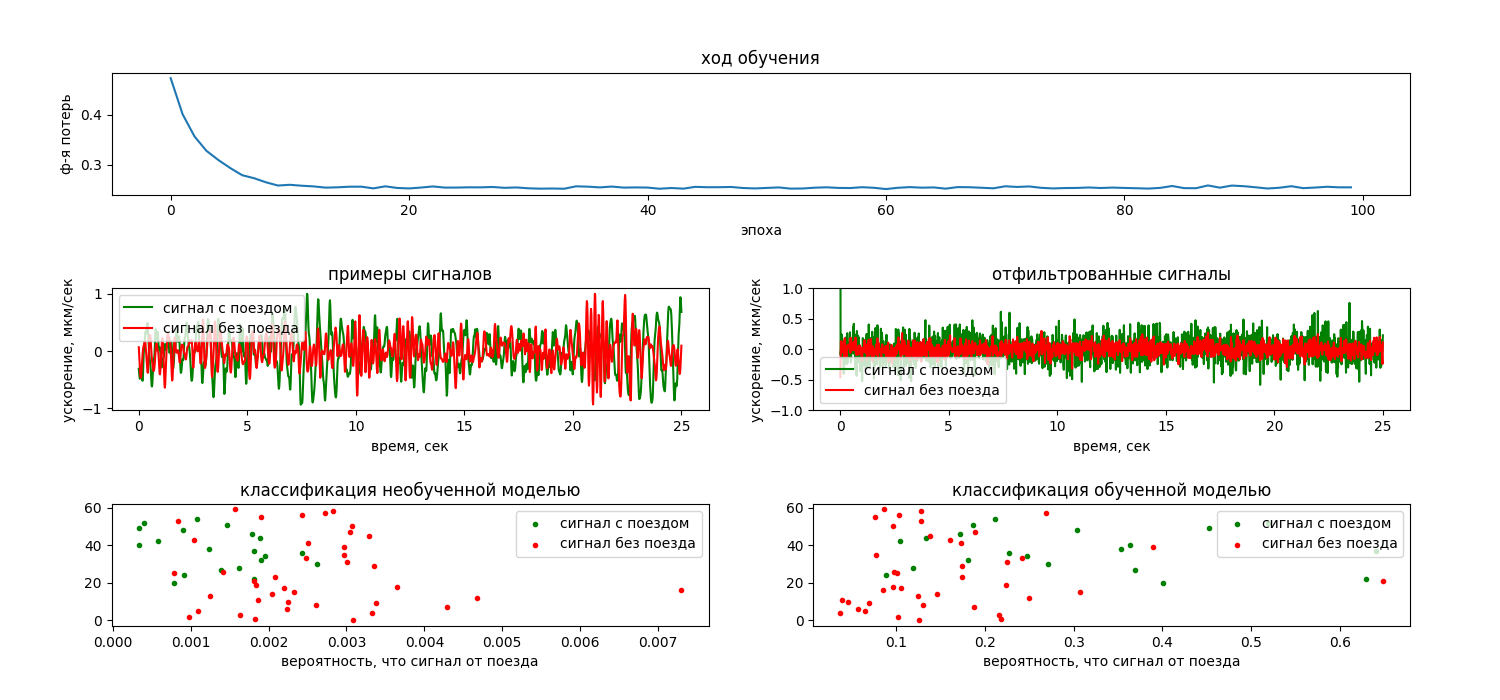 ход обучения
ф-я потерь
0.4
0.3
0 20 40 60 80 100
эпоха
примеры сигналов
ускорение, мкм/сек
1
0
−1
сигнал с поездом
сигнал без поезда
0 5 10 15 20 25
время, сек
отфильтрованные сигналы
ускорение, мкм/сек
1.0
0.5
0.0
−0.5
−1.0
сигнал с поездом
сигнал без поезда
0 5 10 15 20 25
время, сек
классификация необученной моделью
60
40
20
0
сигнал с поездом
сигнал без поезда
0.000 0.001 0.002 0.003 0.004 0.005 0.006 0.007
вероятность, что сигнал от поезда
классификация обученной моделью
60
40
20
0
сигнал с поездом
сигнал без поезда
0.1 0.2 0.3 0.4 0.5 0.6
вероятность, что сигнал от поезда